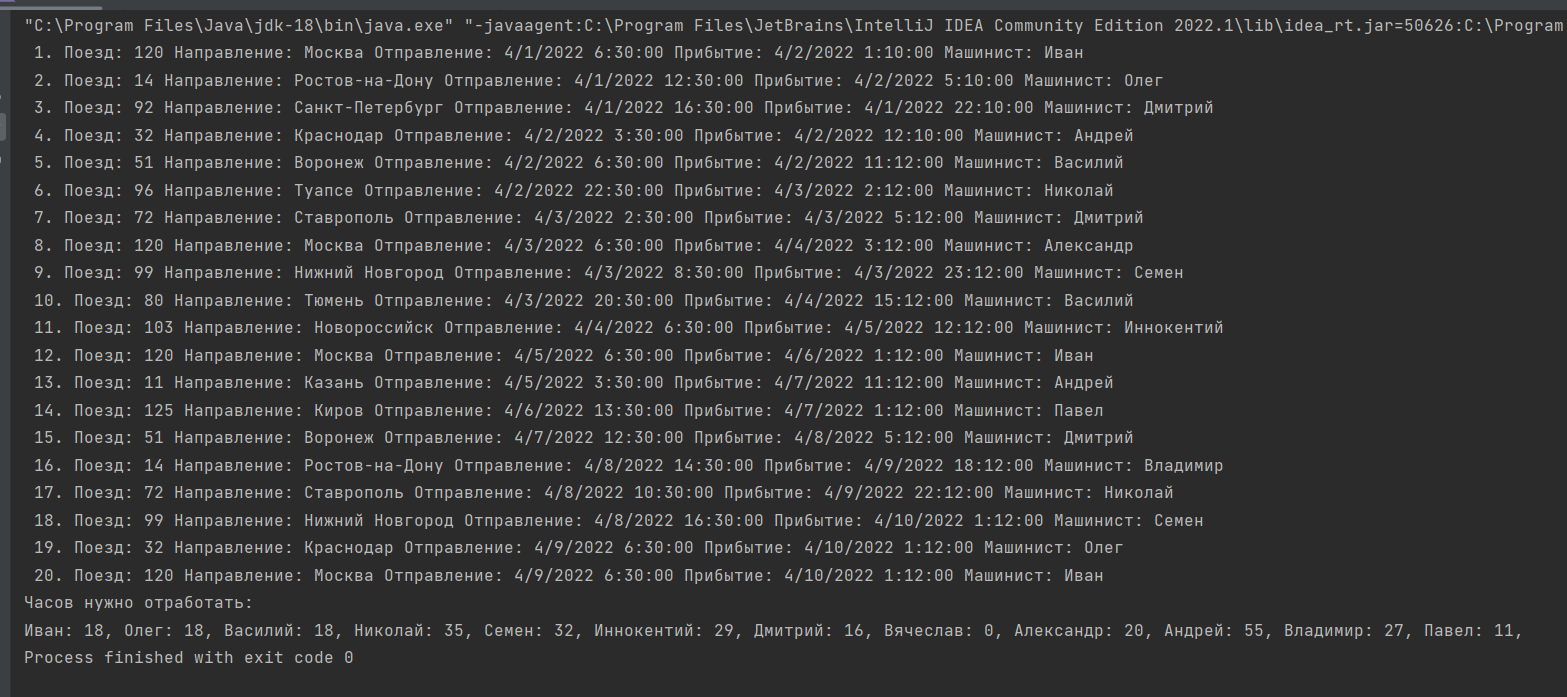 "C:\Program Files\Java\jdk-18\bin\java.exe" "-javaagent:C:\Program Files\JetBrains\IntelliJ IDEA Community Edition 2022.1\lib\idea_rt.jar=50626:C:\Program
1. Поезд: 120 Направление: Москва Отправление: 4/1/2022 6:30:00 Прибытие: 4/2/2022 1:10:00 Машинист: Иван
2. Поезд: 14 Направление: Ростов-на-Дону Отправление: 4/1/2022 12:30:00 Прибытие: 4/2/2022 5:10:00 Машинист: Олег
3. Поезд: 92 Направление: Санкт-Петербург Отправление: 4/1/2022 16:30:00 Прибытие: 4/1/2022 22:10:00 Машинист: Дмитрий
4. Поезд: 32 Направление: Краснодар Отправление: 4/2/2022 3:30:00 Прибытие: 4/2/2022 12:10:00 Машинист: Андрей
5. Поезд: 51 Направление: Воронеж Отправление: 4/2/2022 6:30:00 Прибытие: 4/2/2022 11:12:00 Машинист: Василий
6. Поезд: 96 Направление: Туапсе Отправление: 4/2/2022 22:30:00 Прибытие: 4/3/2022 2:12:00 Машинист: Николай
7. Поезд: 72 Направление: Ставрополь Отправление: 4/3/2022 2:30:00 Прибытие: 4/3/2022 5:12:00 Машинист: Дмитрий
8. Поезд: 120 Направление: Москва Отправление: 4/3/2022 6:30:00 Прибытие: 4/4/2022 3:12:00 Машинист: Александр
9. Поезд: 99 Направление: Нижний Новгород Отправление: 4/3/2022 8:30:00 Прибытие: 4/3/2022 23:12:00 Машинист: Семен
10. Поезд: 80 Направление: Тюмень Отправление: 4/3/2022 20:30:00 Прибытие: 4/4/2022 15:12:00 Машинист: Василий
11. Поезд: 103 Направление: Новороссийск Отправление: 4/4/2022 6:30:00 Прибытие: 4/5/2022 12:12:00 Машинист: Иннокентий
12. Поезд: 120 Направление: Москва Отправление: 4/5/2022 6:30:00 Прибытие: 4/6/2022 1:12:00 Машинист: Иван
13. Поезд: 11 Направление: Казань Отправление: 4/5/2022 3:30:00 Прибытие: 4/7/2022 11:12:00 Машинист: Андрей
14. Поезд: 125 Направление: Киров Отправление: 4/6/2022 13:30:00 Прибытие: 4/7/2022 1:12:00 Машинист: Павел
15. Поезд: 51 Направление: Воронеж Отправление: 4/7/2022 12:30:00 Прибытие: 4/8/2022 5:12:00 Машинист: Дмитрий
16. Поезд: 14 Направление: Ростов-на-Дону Отправление: 4/8/2022 14:30:00 Прибытие: 4/9/2022 18:12:00 Машинист: Владимир
17. Поезд: 72 Направление: Ставрополь Отправление: 4/8/2022 10:30:00 Прибытие: 4/9/2022 22:12:00 Машинист: Николай
18. Поезд: 99 Направление: Нижний Новгород Отправление: 4/8/2022 16:30:00 Прибытие: 4/10/2022 1:12:00 Машинист: Семен
19. Поезд: 32 Направление: Краснодар Отправление: 4/9/2022 6:30:00 Прибытие: 4/10/2022 1:12:00 Машинист: Олег
20. Поезд: 120 Направление: Москва Отправление: 4/9/2022 6:30:00 Прибытие: 4/10/2022 1:12:00 Машинист: Иван
Часов нужно отработать:
Иван: 18, Олег: 18, Василий: 18, Николай: 35, Семен: 32, Иннокентий: 29, Дмитрий: 16, Вячеслав: 0, Александр: 20, Андрей: 55, Владимир: 27, Павел: 11,
Process finished with exit code 0